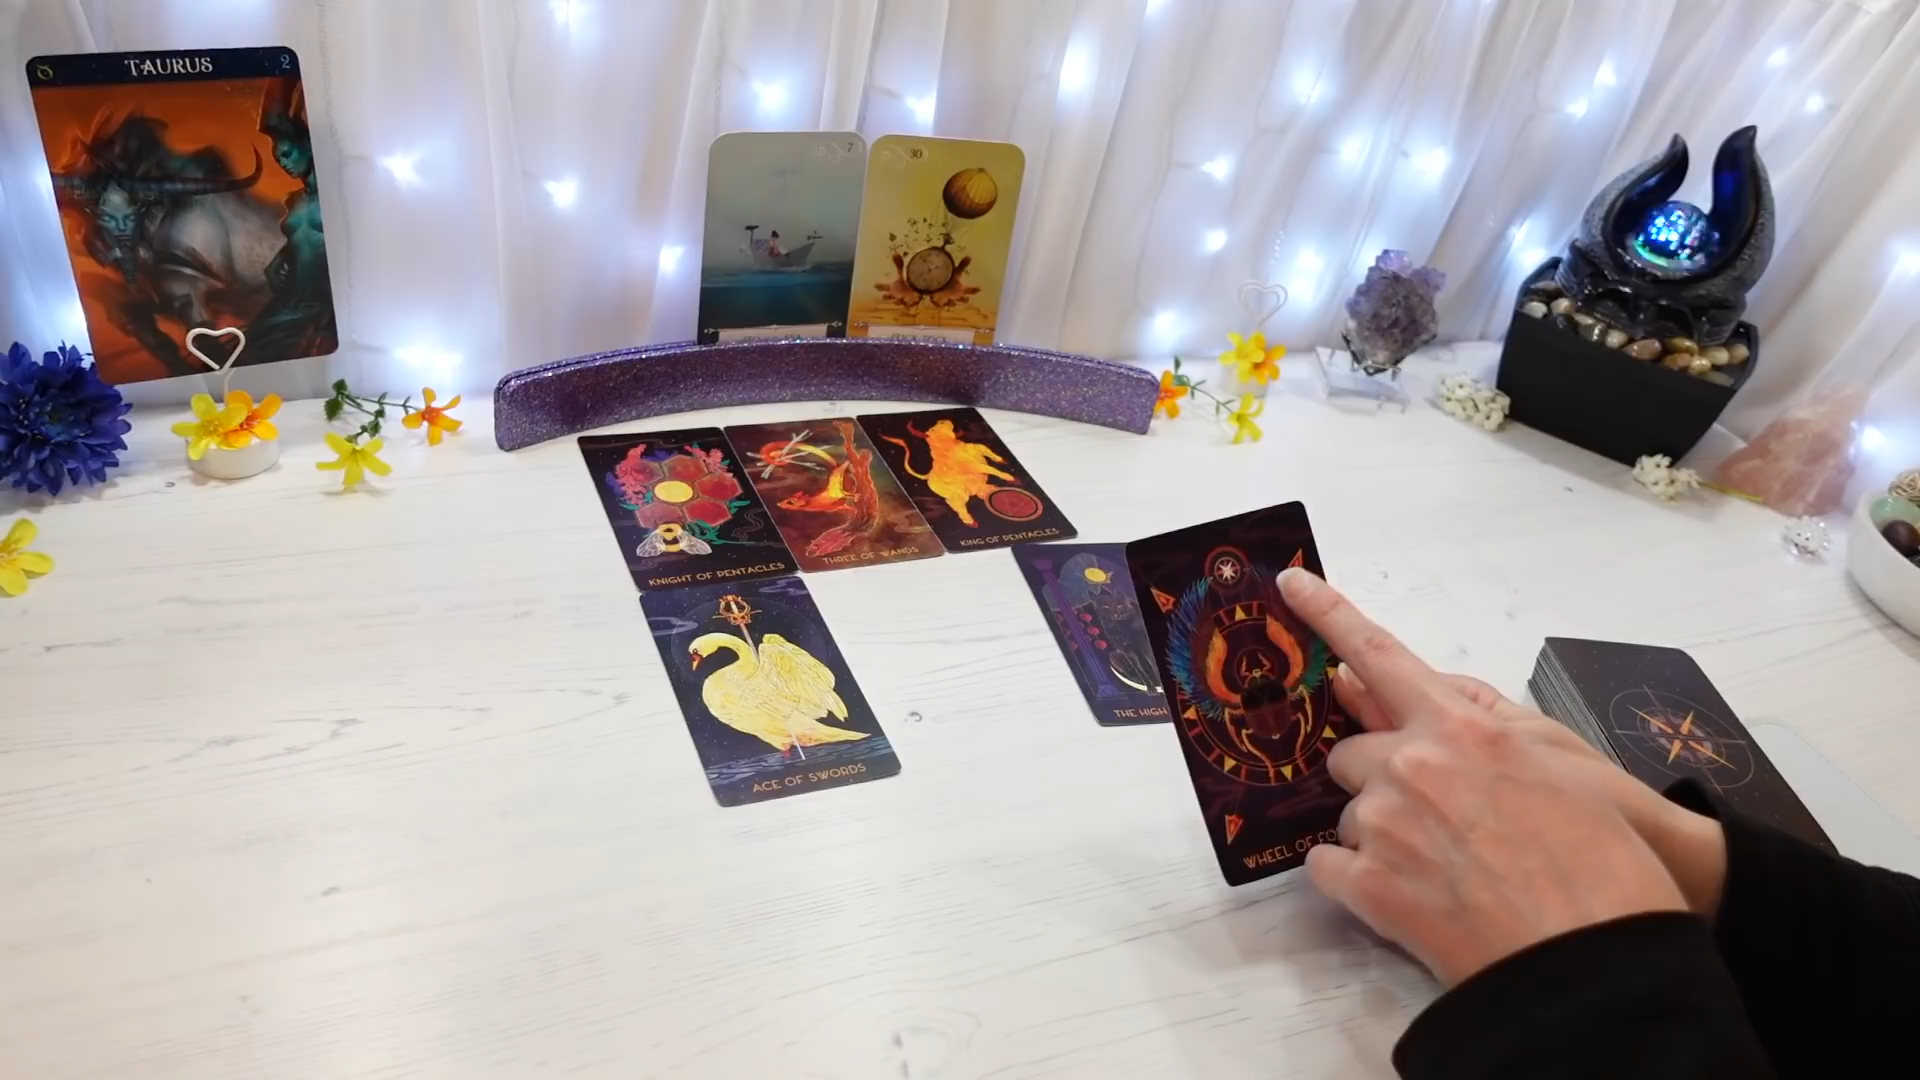 TAURUS 2
7
30
KNIGHT OF PENTACLES
THREE OF WANDS
KING OF PENTACLES
THE HIGH
ACE OF SWORDS
WHEEL OF FO